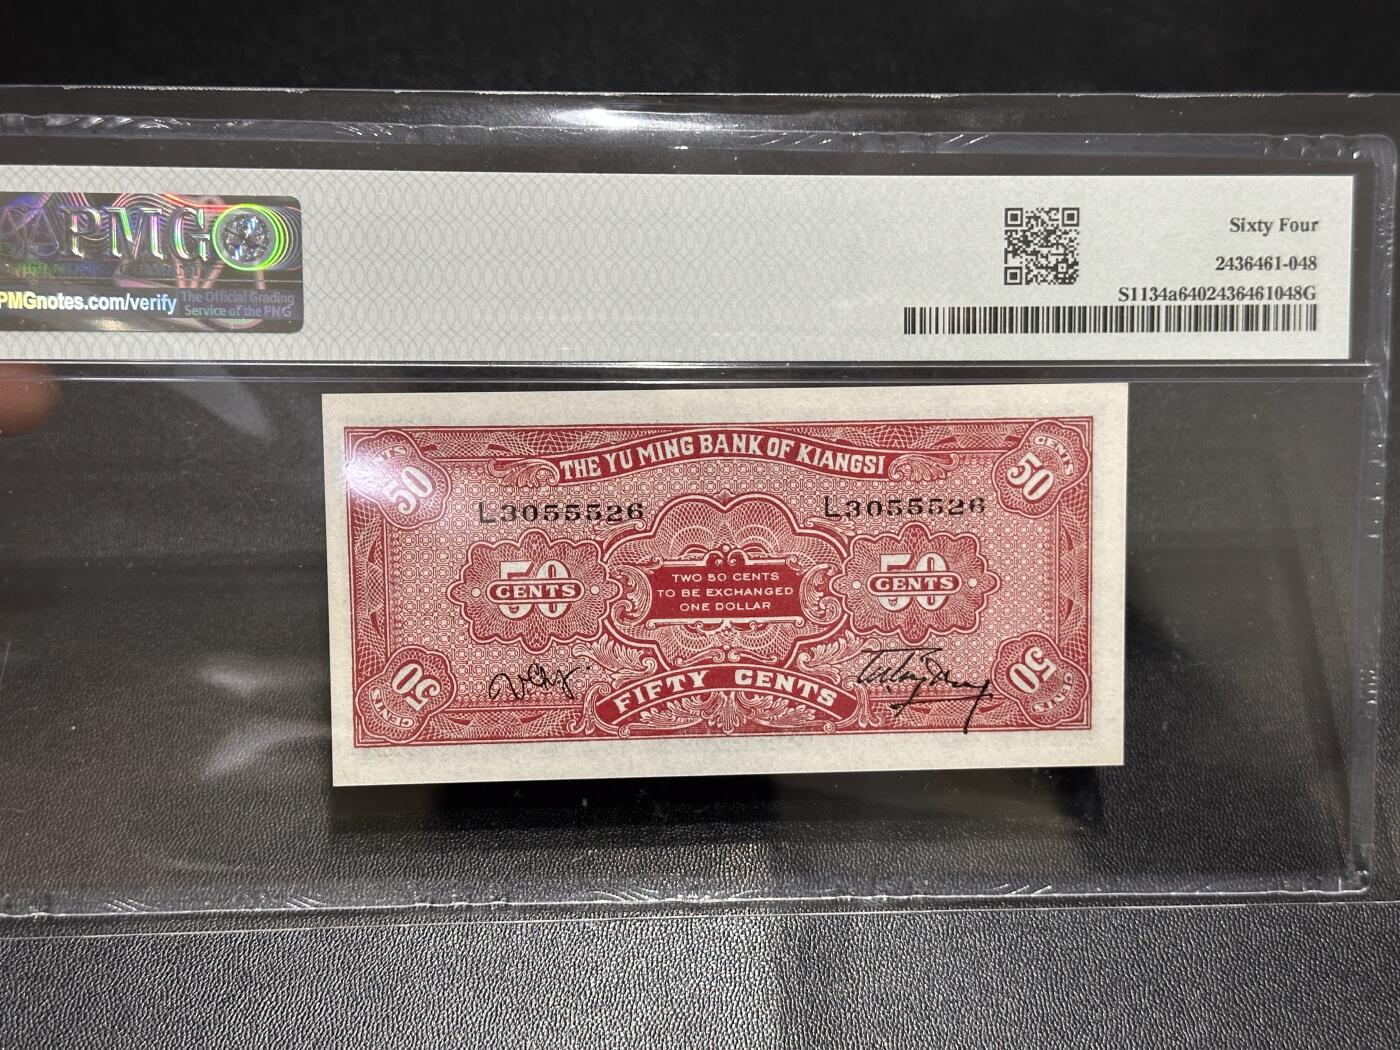 PMG
PMGnotes.com/verify
The Official Grading
Service of the PNG
Sixty Four
2436461-048
S1134a6402436461048G
THE YU MING BANK OF KIANGSI
CENTS
50
CENTS
50
L3055526
L3055526
50
CENTS
TWO 50 CENTS
TO BE EXCHANGED
ONE DOLLAR
50
CENTS
50
CENTS
FIFTY CENTS
50
CENTS